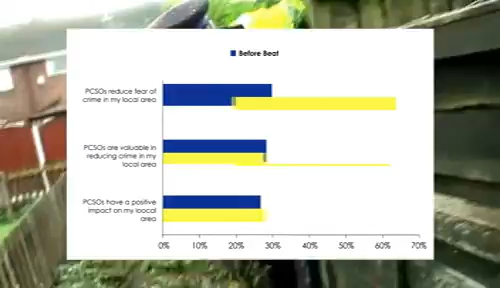 Before Beat
PCSOs reduce fear of
crime in my local area
PCSOs are valuable in
reducing crime in my
local area
PCSOs have a positive
impact on my loocal
area
0% 10% 20% 30% 40% 50% 60% 70%